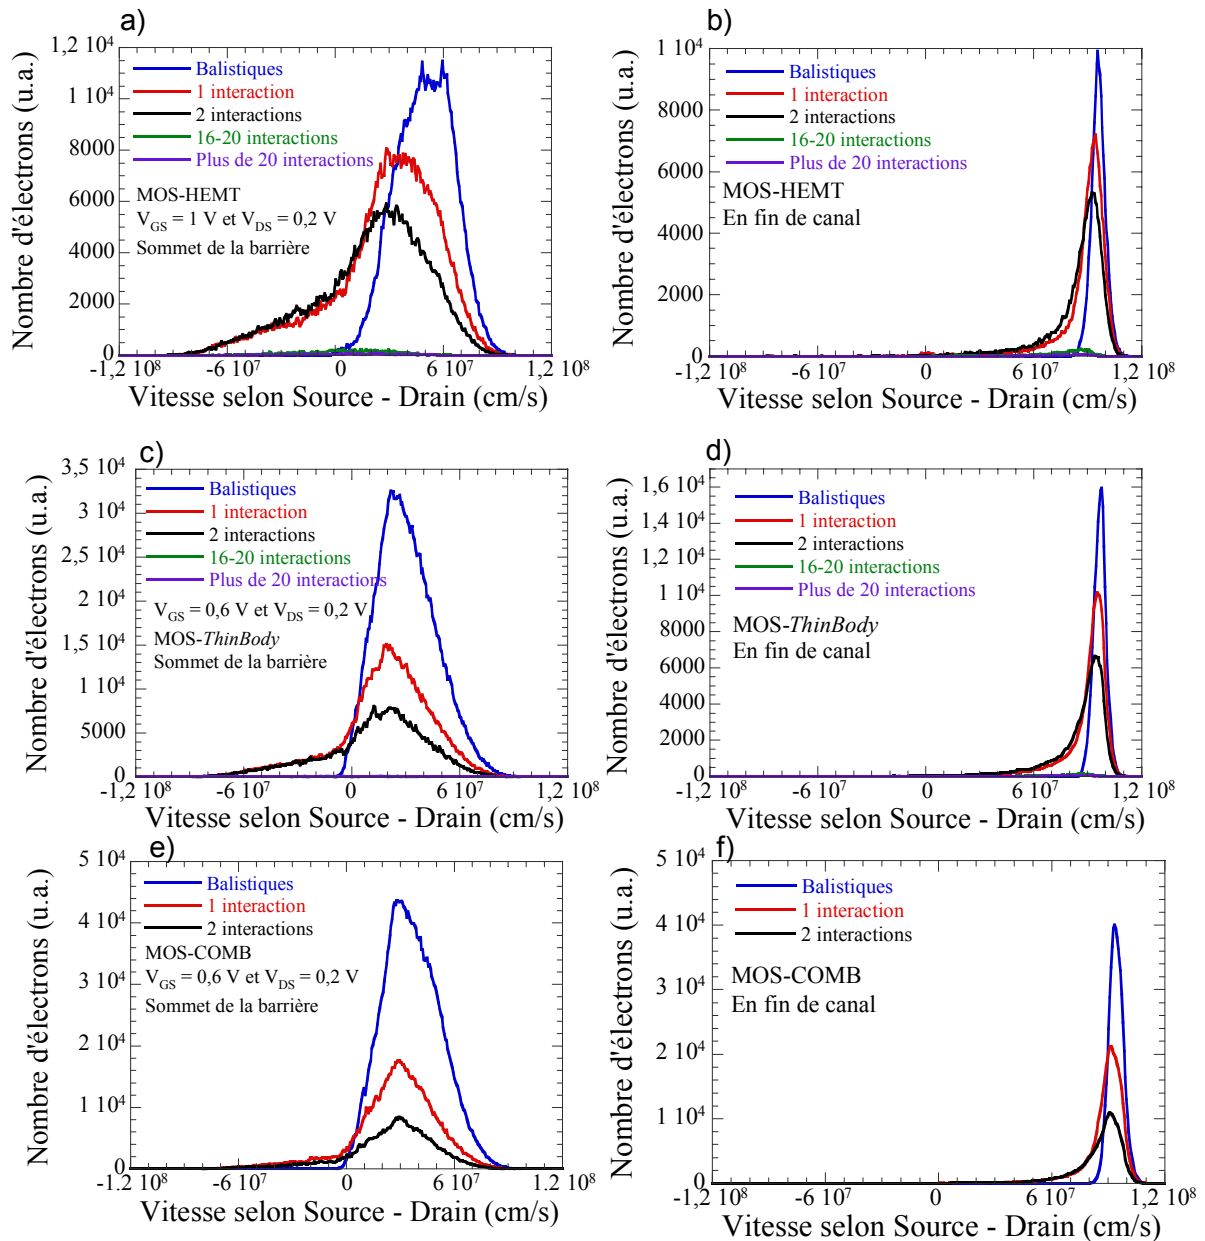 a)
Nombre d'électrons (u.a.)
1,2 10⁴
1 10⁴
8000
6000
4000
2000
0
Balistiques
1 interaction
2 interactions
16-20 interactions
Plus de 20 interactions
MOS-HEMT
V_GS = 1 V et V_DS = 0,2 V
Sommet de la barrière
-1,2 10⁸ -6 10⁷ 0 6 10⁷ 1,2 10⁸
Vitesse selon Source - Drain (cm/s)
b)
Nombre d'électrons (u.a.)
1 10⁴
8000
6000
4000
2000
0
Balistiques
1 interaction
2 interactions
16-20 interactions
Plus de 20 interactions
MOS-HEMT
En fin de canal
-1,2 10⁸ -6 10⁷ 0 6 10⁷ 1,2 10⁸
Vitesse selon Source - Drain (cm/s)
c)
Nombre d'électrons (u.a.)
3,5 10⁴
3 10⁴
2,5 10⁴
2 10⁴
1,5 10⁴
1 10⁴
5000
0
Balistiques
1 interaction
2 interactions
16-20 interactions
Plus de 20 interactions
V_GS = 0,6 V et V_DS = 0,2 V
MOS-ThinBody
Sommet de la barrière
-1,2 10⁸ -6 10⁷ 0 6 10⁷ 1,2 10⁸
Vitesse selon Source - Drain (cm/s)
d)
Nombre d'électrons (u.a.)
1,6 10⁴
1,4 10⁴
1,2 10⁴
1 10⁴
8000
6000
4000
2000
0
Balistiques
1 interaction
2 interactions
16-20 interactions
Plus de 20 interactions
MOS-ThinBody
En fin de canal
-1,2 10⁸ -6 10⁷ 0 6 10⁷ 1,2 10⁸
Vitesse selon Source - Drain (cm/s)
e)
Nombre d'électrons (u.a.)
5 10⁴
4 10⁴
3 10⁴
2 10⁴
1 10⁴
0
Balistiques
1 interaction
2 interactions
MOS-COMB
V_GS = 0,6 V et V_DS = 0,2 V
Sommet de la barrière
-1,2 10⁸ -6 10⁷ 0 6 10⁷ 1,2 10⁸
Vitesse selon Source - Drain (cm/s)
f)
Nombre d'électrons (u.a.)
5 10⁴
4 10⁴
3 10⁴
2 10⁴
1 10⁴
0
Balistiques
1 interaction
2 interactions
MOS-COMB
En fin de canal
-1,2 10⁸ -6 10⁷ 0 6 10⁷ 1,2 10⁸
Vitesse selon Source - Drain (cm/s)